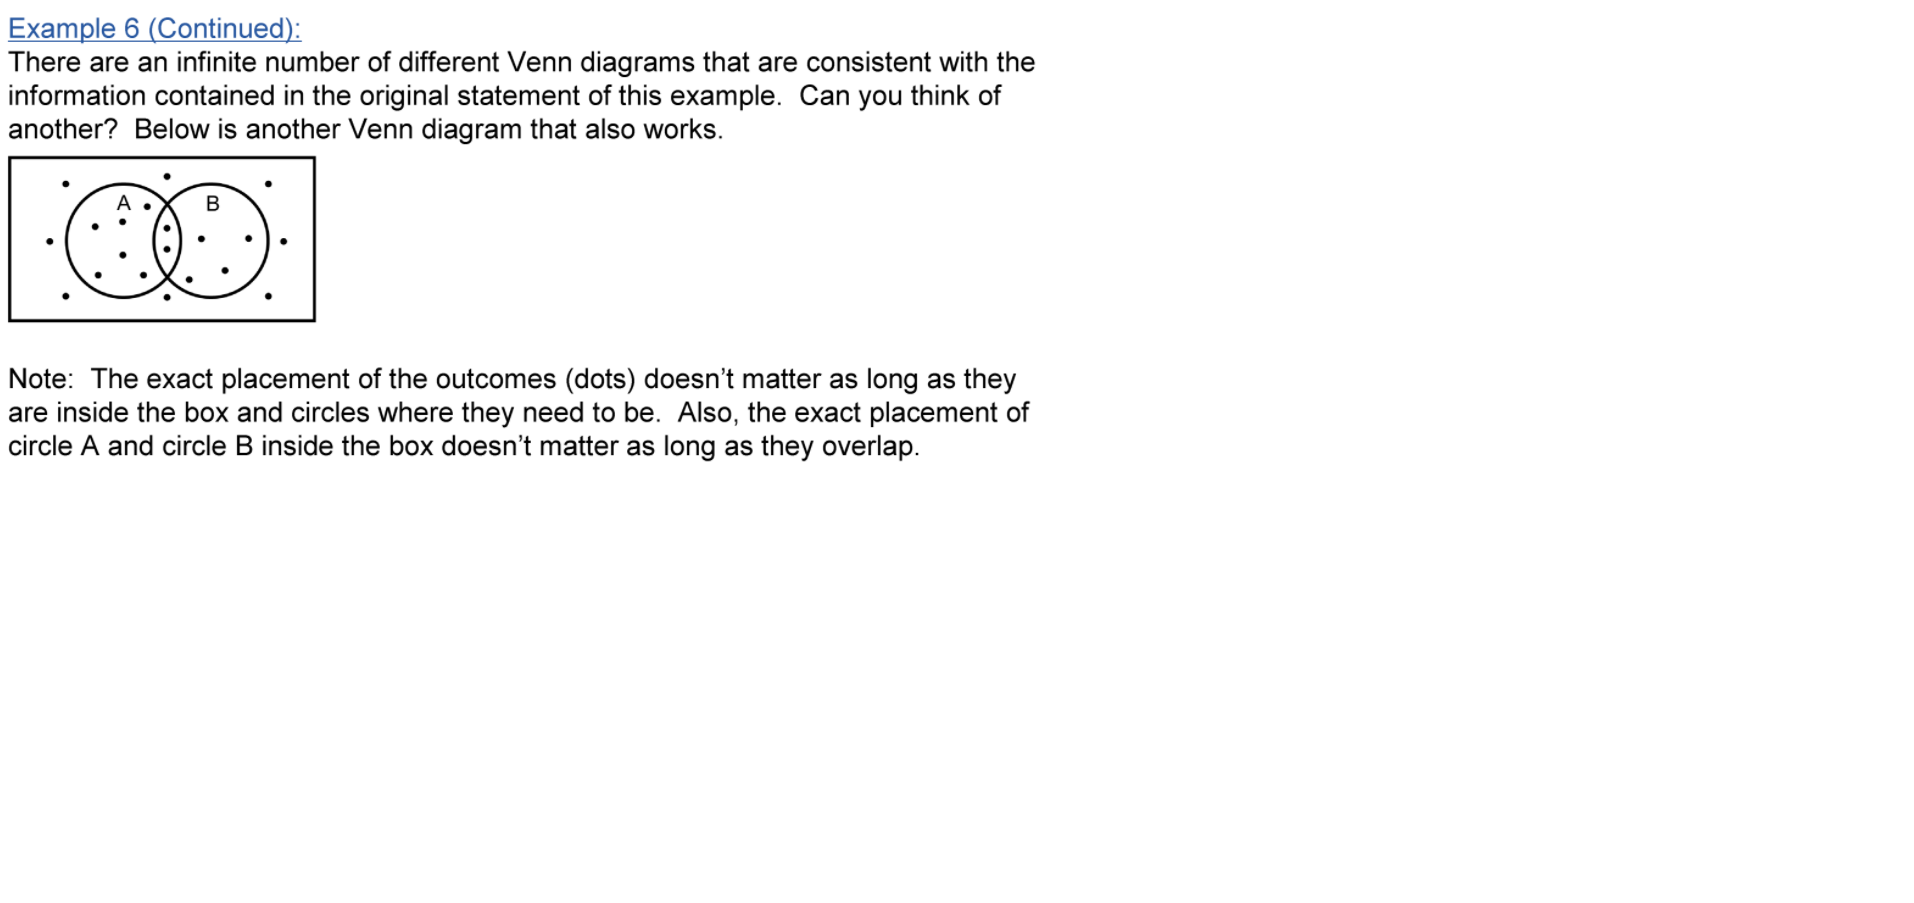 Example 6 (Continued):
There are an infinite number of different Venn diagrams that are consistent with the
information contained in the original statement of this example.  Can you think of
another?  Below is another Venn diagram that also works.
A B
Note:  The exact placement of the outcomes (dots) doesn’t matter as long as they
are inside the box and circles where they need to be.  Also, the exact placement of
circle A and circle B inside the box doesn’t matter as long as they overlap.